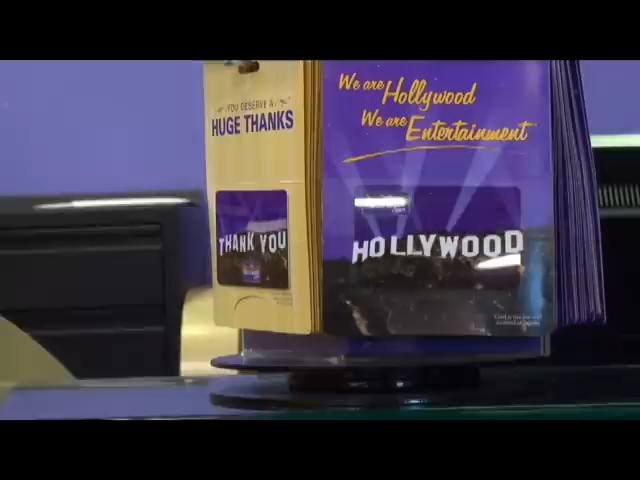 YOU DESERVE A
HUGE THANKS
THANK YOU
We are Hollywood
We are Entertainment
HOLLYWOOD